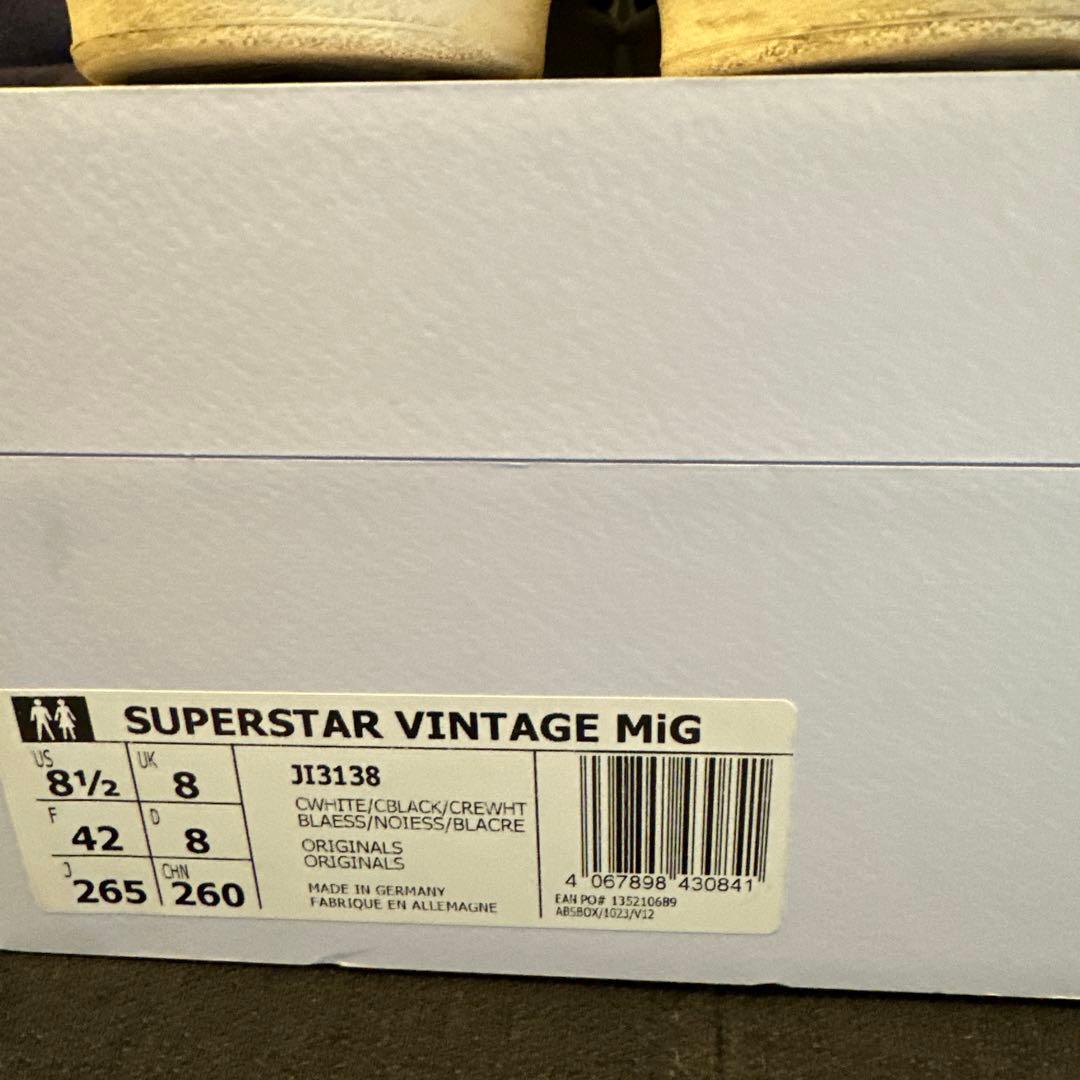 SUPERSTAR VINTAGE MiG
US 8½ UK 8
F 42 D 8
J 265 CHN 260
JI3138
CWHITE/CBLACK/CREWHT
BLAESS/NOIESS/BLACRE
ORIGINALS
ORIGINALS
MADE IN GERMANY
FABRIQUE EN ALLEMAGNE
4 067898 430841
EAN PO# 135210689
ABSBOX/1023/V12